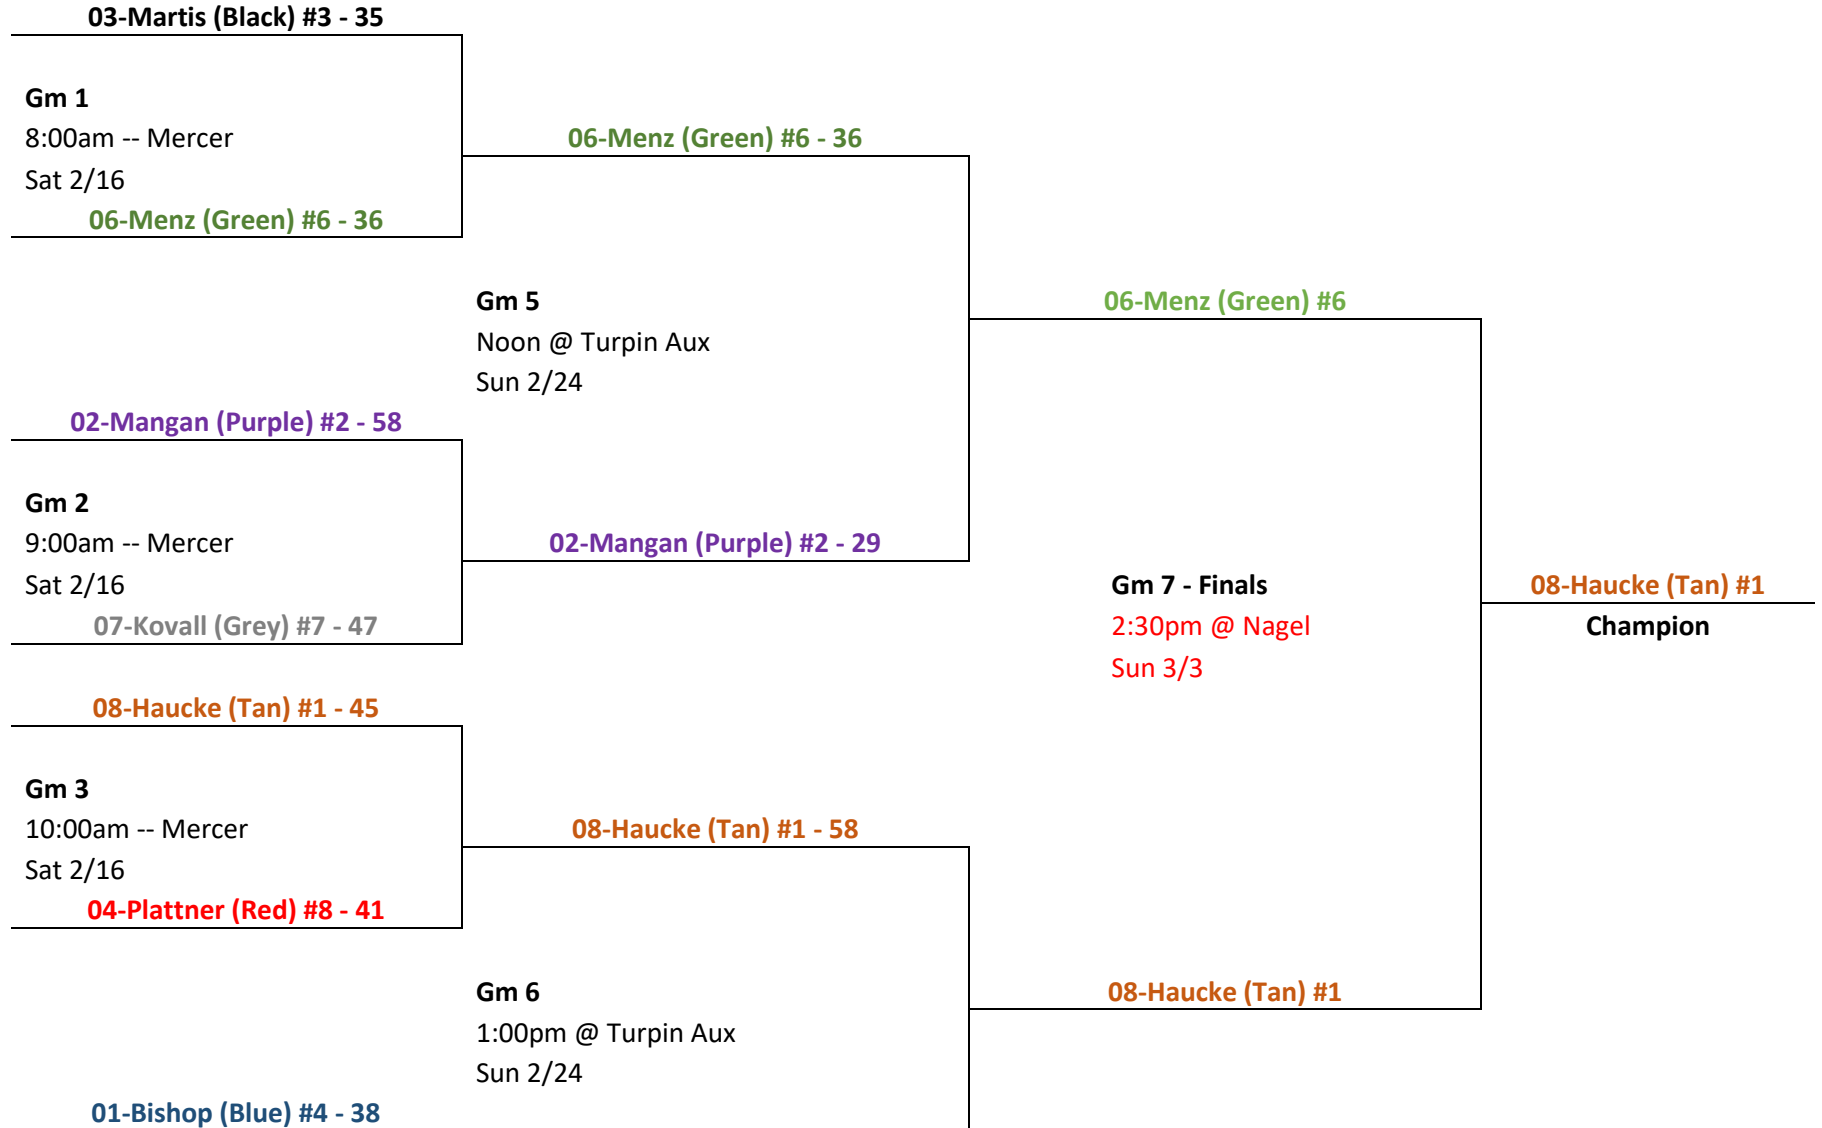 03-Martis (Black) #3 - 35
Gm 1
8:00am -- Mercer
Sat 2/16
06-Menz (Green) #6 - 36
06-Menz (Green) #6 - 36
Gm 5
Noon @ Turpin Aux
Sun 2/24
06-Menz (Green) #6
02-Mangan (Purple) #2 - 58
Gm 2
9:00am -- Mercer
Sat 2/16
07-Kovall (Grey) #7 - 47
02-Mangan (Purple) #2 - 29
Gm 7 - Finals
2:30pm @ Nagel
Sun 3/3
08-Haucke (Tan) #1
Champion
08-Haucke (Tan) #1 - 45
Gm 3
10:00am -- Mercer
Sat 2/16
04-Plattner (Red) #8 - 41
08-Haucke (Tan) #1 - 58
Gm 6
1:00pm @ Turpin Aux
Sun 2/24
08-Haucke (Tan) #1
01-Bishop (Blue) #4 - 38